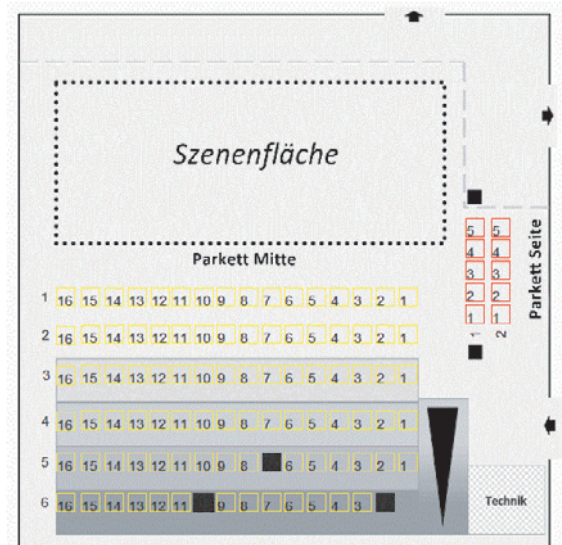 Szenenfläche
Parkett Mitte
5 5
4 4
3 3
2 2
1 1
1 2
Parkett Seite
1 16 15 14 13 12 11 10 9 8 7 6 5 4 3 2 1
2 16 15 14 13 12 11 10 9 8 7 6 5 4 3 2 1
3 16 15 14 13 12 11 10 9 8 7 6 5 4 3 2 1
4 16 15 14 13 12 11 10 9 8 7 6 5 4 3 2 1
5 16 15 14 13 12 11 10 9 8 6 5 4 3 2 1
6 16 15 14 13 12 11 9 8 7 6 5 4 3
Technik